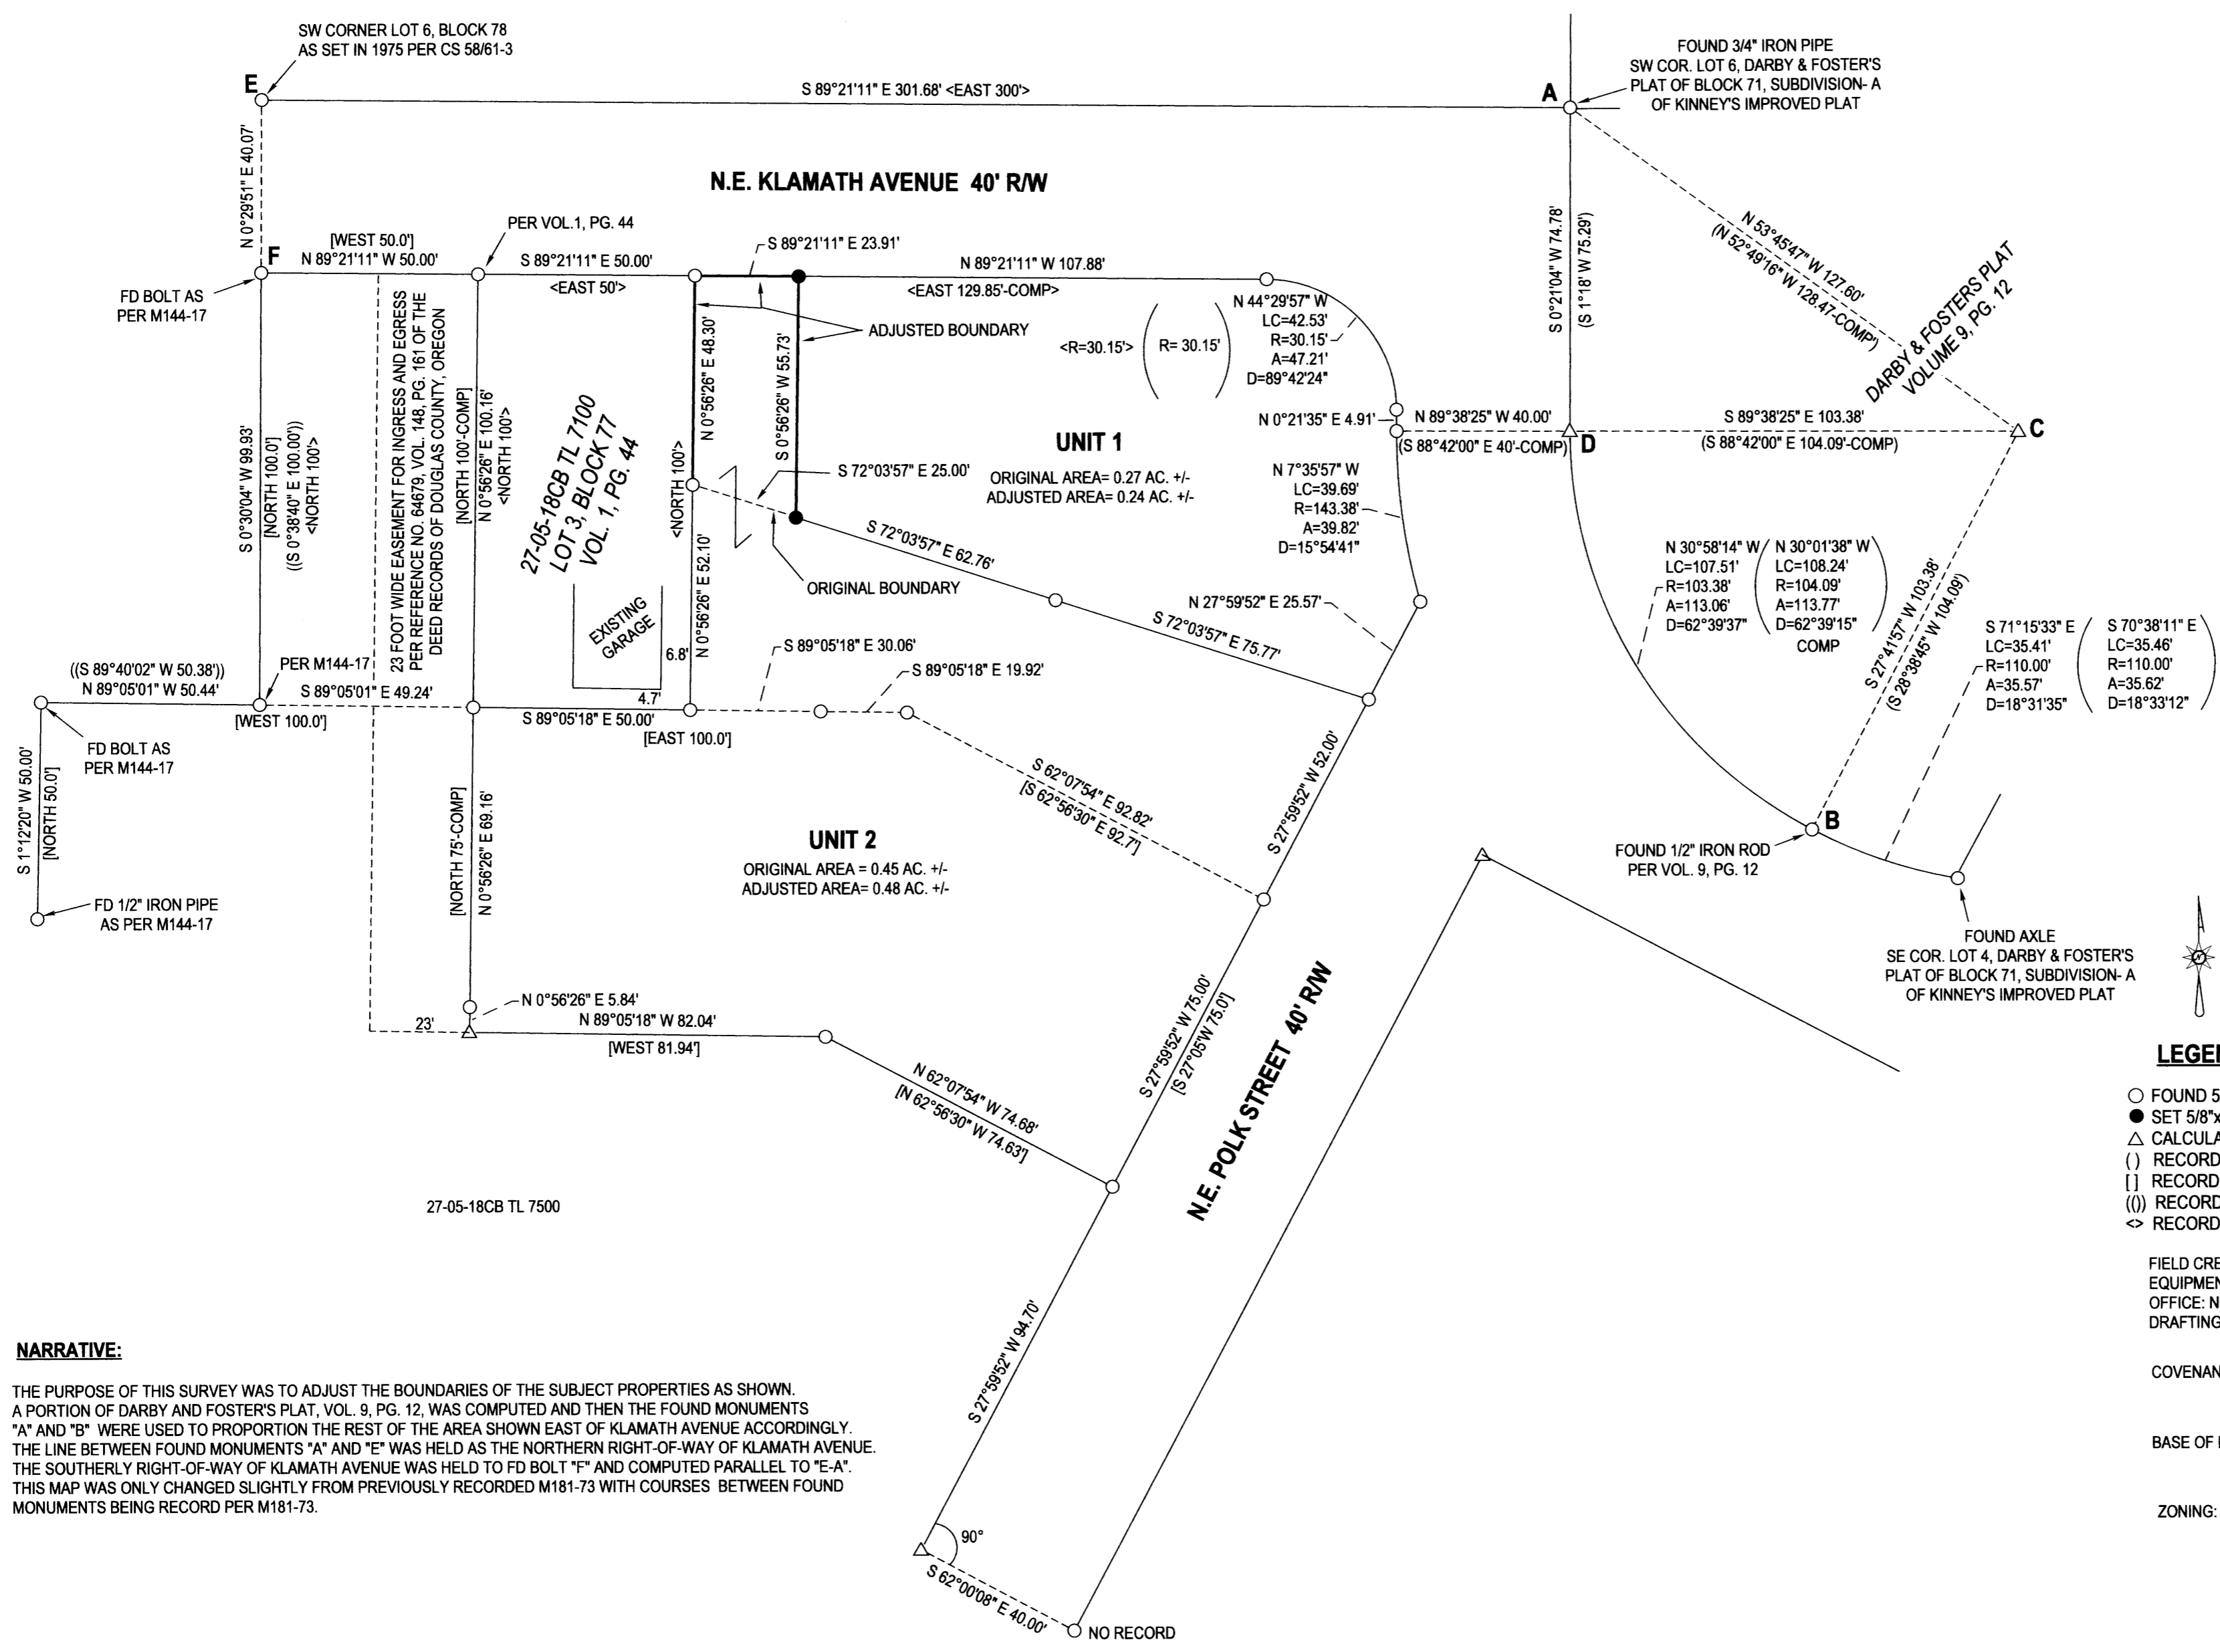 SW CORNER LOT 6, BLOCK 78
AS SET IN 1975 PER CS 58/61-3
E
S 89°21'11" E 301.68' <EAST 300'>
A
FOUND 3/4" IRON PIPE
SW COR. LOT 6, DARBY & FOSTER'S
PLAT OF BLOCK 71, SUBDIVISION- A
OF KINNEY'S IMPROVED PLAT
N 0°29'51" E 40.07'
N.E. KLAMATH AVENUE 40' R/W
F
[WEST 50.0']
N 89°21'11" W 50.00'
PER VOL.1, PG. 44
S 89°21'11" E 50.00'
<EAST 50'>
S 89°21'11" E 23.91'
N 89°21'11" W 107.88'
<EAST 129.85'-COMP>
FD BOLT AS
PER M144-17
ADJUSTED BOUNDARY
N 44°29'57" W
LC=42.53'
R=30.15'
A=47.21'
D=89°42'24"
<R=30.15'>
( R= 30.15' )
S 0°21'04" W 74.78'
(S 1°18' W 75.29')
N 53°45'47" W 127.60'
(N 52°49'16" W 128.47-COMP')
DARBY & FOSTERS PLAT
VOLUME 9, PG. 12
S 0°30'04" W 99.93'
[NORTH 100.0']
((S 0°38'40" E 100.00'))
<NORTH 100'>
23 FOOT WIDE EASEMENT FOR INGRESS AND EGRESS
PER REFERENCE NO. 64679, VOL. 148, PG. 161 OF THE
DEED RECORDS OF DOUGLAS COUNTY, OREGON
[NORTH 100'-COMP]
N 0°56'26" E 100.16'
<NORTH 100'>
27-05-18CB TL 7100
LOT 3, BLOCK 77
VOL. 1, PG. 44
N 0°56'26" E 48.30'
<NORTH 100'>
S 0°56'26" W 55.73'
UNIT 1
ORIGINAL AREA= 0.27 AC. +/-
ADJUSTED AREA= 0.24 AC. +/-
N 0°21'35" E 4.91'
N 89°38'25" W 40.00'
(S 88°42'00" E 40'-COMP)
D
S 89°38'25" E 103.38'
(S 88°42'00" E 104.09'-COMP)
C
S 72°03'57" E 25.00'
N 7°35'57" W
LC=39.69'
R=143.38'
A=39.82'
D=15°54'41"
S 72°03'57" E 62.76'
ORIGINAL BOUNDARY
N 0°56'26" E 52.10'
EXISTING
GARAGE
6.8'
4.7'
N 27°59'52" E 25.57'
S 72°03'57" E 75.77'
N 30°58'14" W
LC=107.51'
R=103.38'
A=113.06'
D=62°39'37"
( N 30°01'38" W
LC=108.24'
R=104.09'
A=113.77'
D=62°39'15" )
COMP
S 27°41'57" W 103.38'
(S 28°38'45" W 104.09')
S 71°15'33" E
LC=35.41'
R=110.00'
A=35.57'
D=18°31'35"
( S 70°38'11" E
LC=35.46'
R=110.00'
A=35.62'
D=18°33'12" )
((S 89°40'02" W 50.38'))
N 89°05'01" W 50.44'
PER M144-17
S 89°05'01" E 49.24'
[WEST 100.0']
S 89°05'18" E 50.00'
[EAST 100.0']
S 89°05'18" E 30.06'
S 89°05'18" E 19.92'
FD BOLT AS
PER M144-17
S 1°12'20" W 50.00'
[NORTH 50.0']
FD 1/2" IRON PIPE
AS PER M144-17
[NORTH 75'-COMP]
N 0°56'26" E 69.16'
S 62°07'54" E 92.82'
[S 62°56'30" E 92.7']
S 27°59'52" W 52.00'
UNIT 2
ORIGINAL AREA = 0.45 AC. +/-
ADJUSTED AREA= 0.48 AC. +/-
B
FOUND 1/2" IRON ROD
PER VOL. 9, PG. 12
FOUND AXLE
SE COR. LOT 4, DARBY & FOSTER'S
PLAT OF BLOCK 71, SUBDIVISION- A
OF KINNEY'S IMPROVED PLAT
23'
N 0°56'26" E 5.84'
N 89°05'18" W 82.04'
[WEST 81.94']
N 62°07'54" W 74.68'
[N 62°56'30" W 74.63']
S 27°59'52" W 75.00'
[S 27°05'W 75.0']
N.E. POLK STREET 40' R/W
27-05-18CB TL 7500
S 27°59'52" W 94.70'
90°
S 62°00'08" E 40.00'
NO RECORD
LEGEN
FOUND 5
SET 5/8"x
CALCULA
( ) RECORD
[ ] RECORD
(()) RECORD
<> RECORD
FIELD CRE
EQUIPMEN
OFFICE: N
DRAFTING
COVENAN
BASE OF
ZONING:
NARRATIVE:
THE PURPOSE OF THIS SURVEY WAS TO ADJUST THE BOUNDARIES OF THE SUBJECT PROPERTIES AS SHOWN.
A PORTION OF DARBY AND FOSTER'S PLAT, VOL. 9, PG. 12, WAS COMPUTED AND THEN THE FOUND MONUMENTS
"A" AND "B" WERE USED TO PROPORTION THE REST OF THE AREA SHOWN EAST OF KLAMATH AVENUE ACCORDINGLY.
THE LINE BETWEEN FOUND MONUMENTS "A" AND "E" WAS HELD AS THE NORTHERN RIGHT-OF-WAY OF KLAMATH AVENUE.
THE SOUTHERLY RIGHT-OF-WAY OF KLAMATH AVENUE WAS HELD TO FD BOLT "F" AND COMPUTED PARALLEL TO "E-A".
THIS MAP WAS ONLY CHANGED SLIGHTLY FROM PREVIOUSLY RECORDED M181-73 WITH COURSES BETWEEN FOUND
MONUMENTS BEING RECORD PER M181-73.